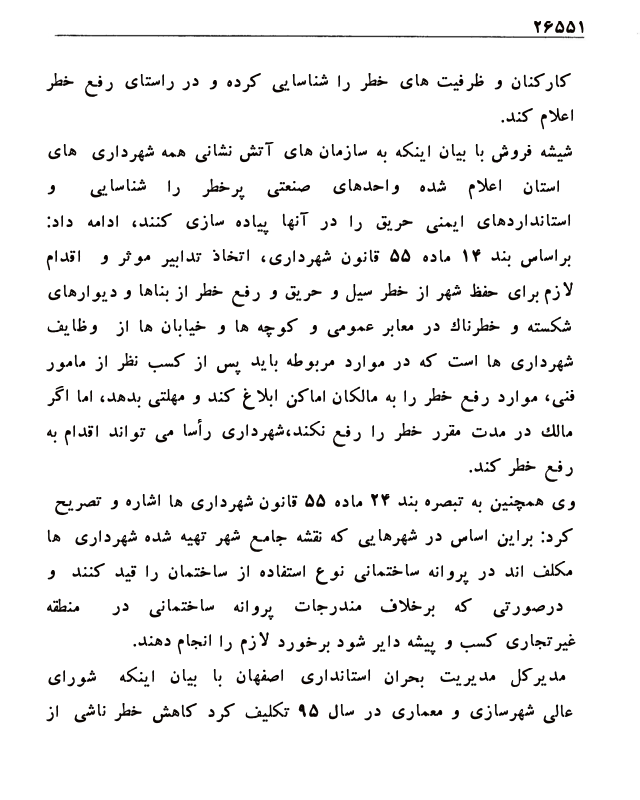 ۲۶۵۵۱
کارکنان و ظرفیت های خطر را شناسایی کرده و در راستای رفع خطر
اعلام کند.
شیشه فروش با بیان اینکه به سازمان های آتش نشانی همه شهرداری های
استان اعلام شده واحدهای صنعتی پرخطر را شناسایی و
استانداردهای ایمنی حریق را در آنها پیاده سازی کنند، ادامه داد:
براساس بند ۱۴ ماده ۵۵ قانون شهرداری، اتخاذ تدابیر موثر و اقدام
لازم برای حفظ شهر از خطر سیل و حریق و رفع خطر از بناها و دیوارهای
شکسته و خطرناك در معابر عمومی و کوچه ها و خیابان ها از وظایف
شهرداری ها است که در موارد مربوطه باید پس از کسب نظر از مامور
فنی، موارد رفع خطر را به مالکان اماکن ابلاغ کند و مهلتی بدهد، اما اگر
مالك در مدت مقرر خطر را رفع نکند،شهرداری رأسا می تواند اقدام به
رفع خطر کند.
وی همچنین به تبصره بند ۲۴ ماده ۵۵ قانون شهرداری ها اشاره و تصریح
کرد: براین اساس در شهرهایی که نقشه جامع شهر تهیه شده شهرداری ها
مکلف اند در پروانه ساختمانی نوع استفاده از ساختمان را قید کنند و
درصورتی که برخلاف مندرجات پروانه ساختمانی در منطقه
غیرتجاری کسب و پیشه دایر شود برخورد لازم را انجام دهند.
مدیرکل مدیریت بحران استانداری اصفهان با بیان اینکه شورای
عالی شهرسازی و معماری در سال ۹۵ تکلیف کرد کاهش خطر ناشی از